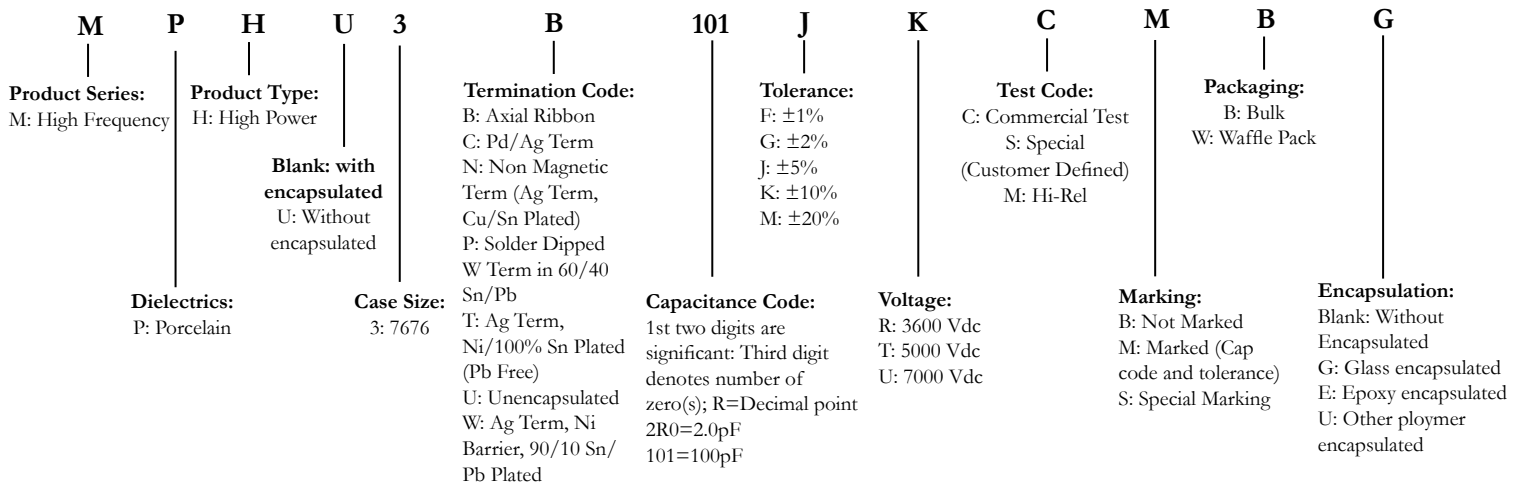 M P H U 3 B 101 J K C M B G
Product Series:
M: High Frequency
Product Type:
H: High Power
Blank: with
encapsulated
U: Without
encapsulated
Dielectrics:
P: Porcelain
Case Size:
3: 7676
Termination Code:
B: Axial Ribbon
C: Pd/Ag Term
N: Non Magnetic
Term (Ag Term,
Cu/Sn Plated)
P: Solder Dipped
W Term in 60/40
Sn/Pb
T: Ag Term,
Ni/100% Sn Plated
(Pb Free)
U: Unencapsulated
W: Ag Term, Ni
Barrier, 90/10 Sn/
Pb Plated
Capacitance Code:
1st two digits are
significant: Third digit
denotes number of
zero(s); R=Decimal point
2R0=2.0pF
101=100pF
Tolerance:
F: ±1%
G: ±2%
J: ±5%
K: ±10%
M: ±20%
Voltage:
R: 3600 Vdc
T: 5000 Vdc
U: 7000 Vdc
Test Code:
C: Commercial Test
S: Special
(Customer Defined)
M: Hi-Rel
Marking:
B: Not Marked
M: Marked (Cap
code and tolerance)
S: Special Marking
Packaging:
B: Bulk
W: Waffle Pack
Encapsulation:
Blank: Without
Encapsulated
G: Glass encapsulated
E: Epoxy encapsulated
U: Other ploymer
encapsulated